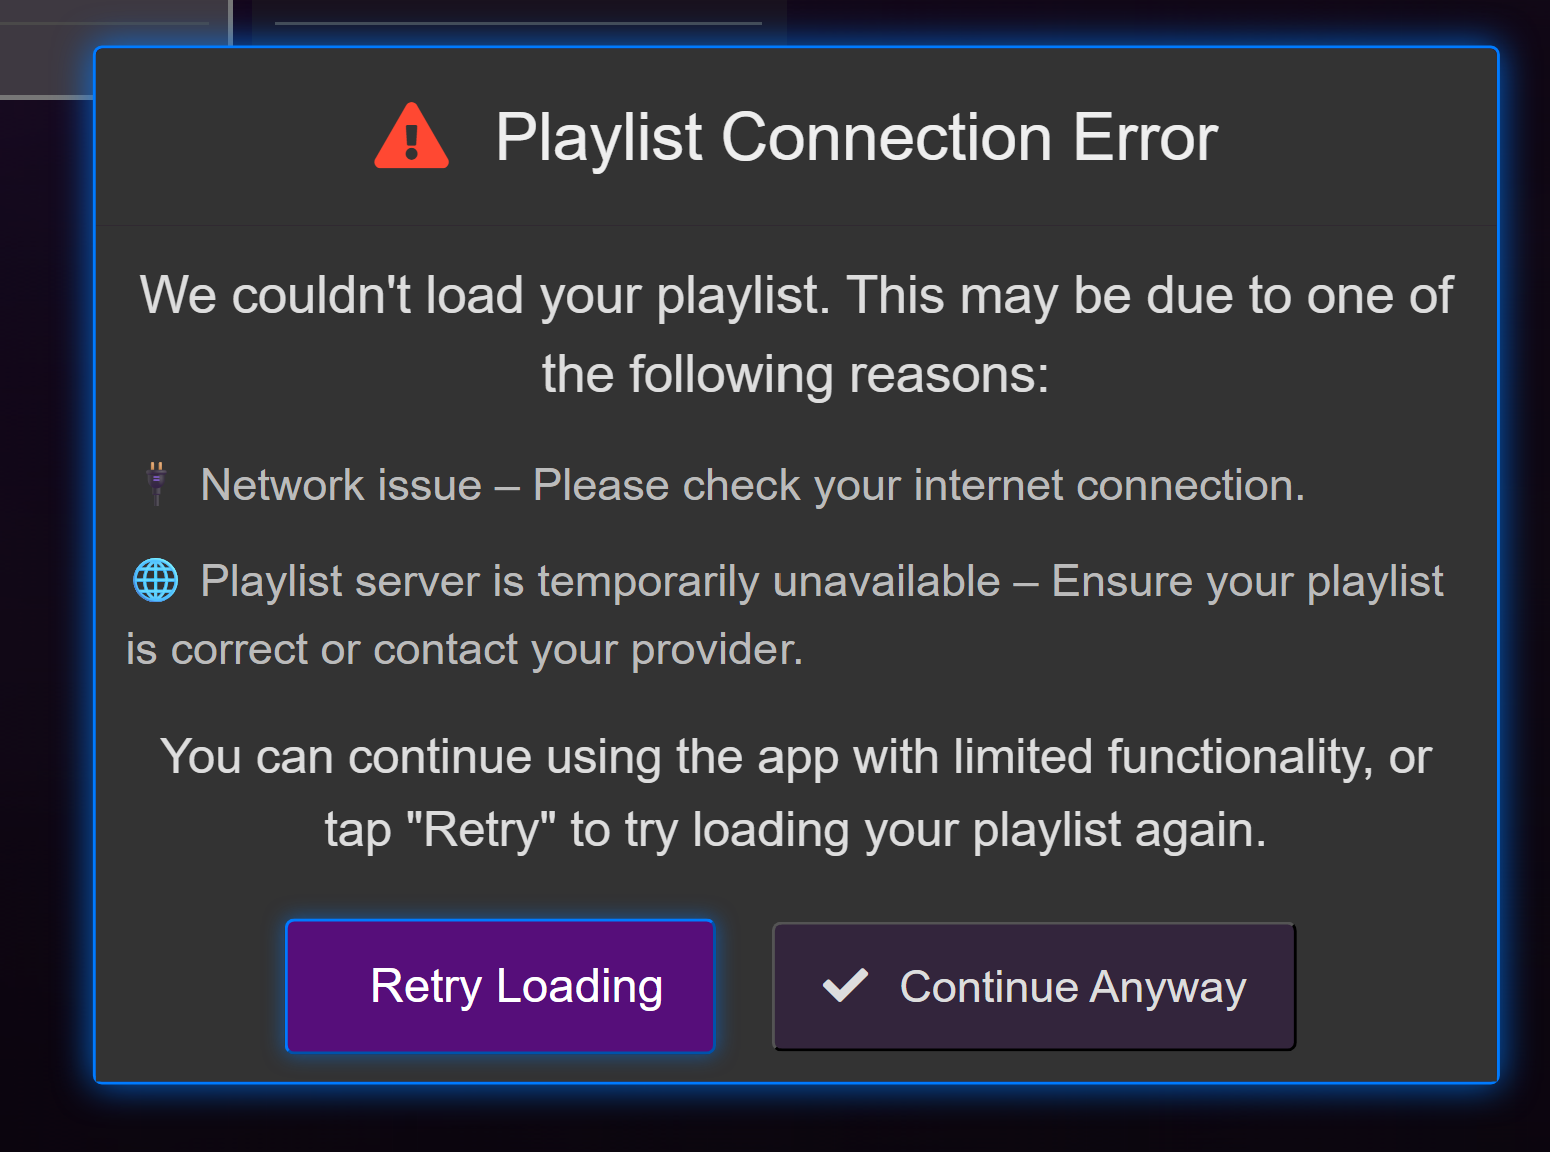 Playlist Connection Error
We couldn't load your playlist. This may be due to one of
the following reasons:
Network issue – Please check your internet connection.
Playlist server is temporarily unavailable – Ensure your playlist
is correct or contact your provider.
You can continue using the app with limited functionality, or
tap "Retry" to try loading your playlist again.
Retry Loading
Continue Anyway